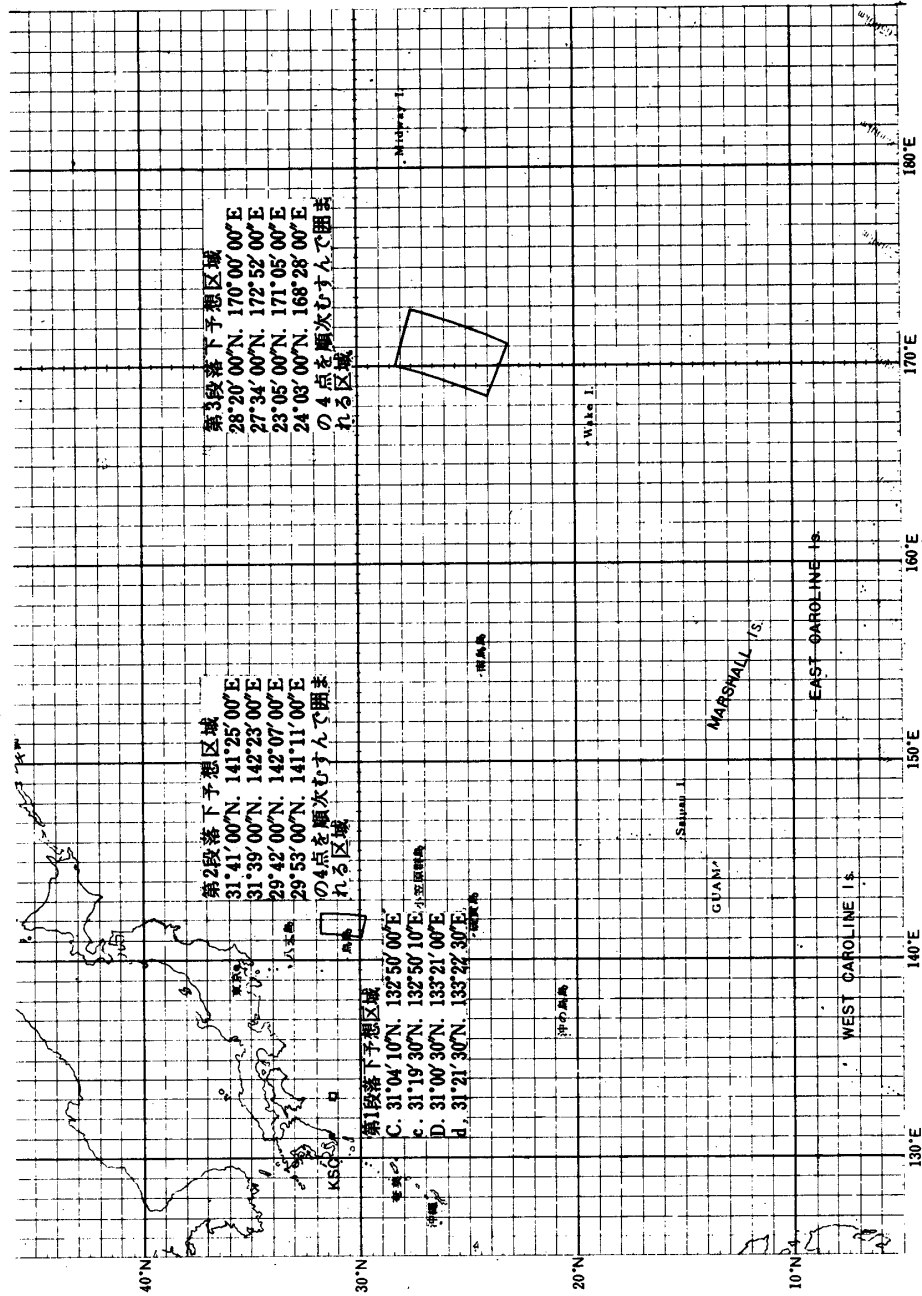 第3段落下予想区域
28°20′00″N. 170°00′00″E
27°34′00″N. 172°52′00″E
23°05′00″N. 171°05′00″E
24°03′00″N. 168°28′00″E
の4点を順次むすんで囲ま
れる区域
第2段落下予想区域
31°41′00″N. 141°25′00″E
31°39′00″N. 142°23′00″E
29°42′00″N. 142°07′00″E
29°53′00″N. 141°11′00″E
の4点を順次むすんで囲ま
れる区域
第1段落下予想区域
C. 31°04′10″N. 132°50′00″E
c. 31°19′30″N. 132°50′10″E
D. 31°00′30″N. 133°21′00″E
d. 31°21′30″N. 133°22′30″E
Midway I.
Wake I.
南鳥島
MARSHALL IS.
EAST CAROLINE Is.
Saipan I.
GUAM
WEST CAROLINE Is.
小笠原群島
硫黄島
沖の鳥島
八丈島
鳥島
東京
KSC
奄美
沖縄
40°N
30°N
20°N
10°N
130°E
140°E
150°E
160°E
170°E
180°E